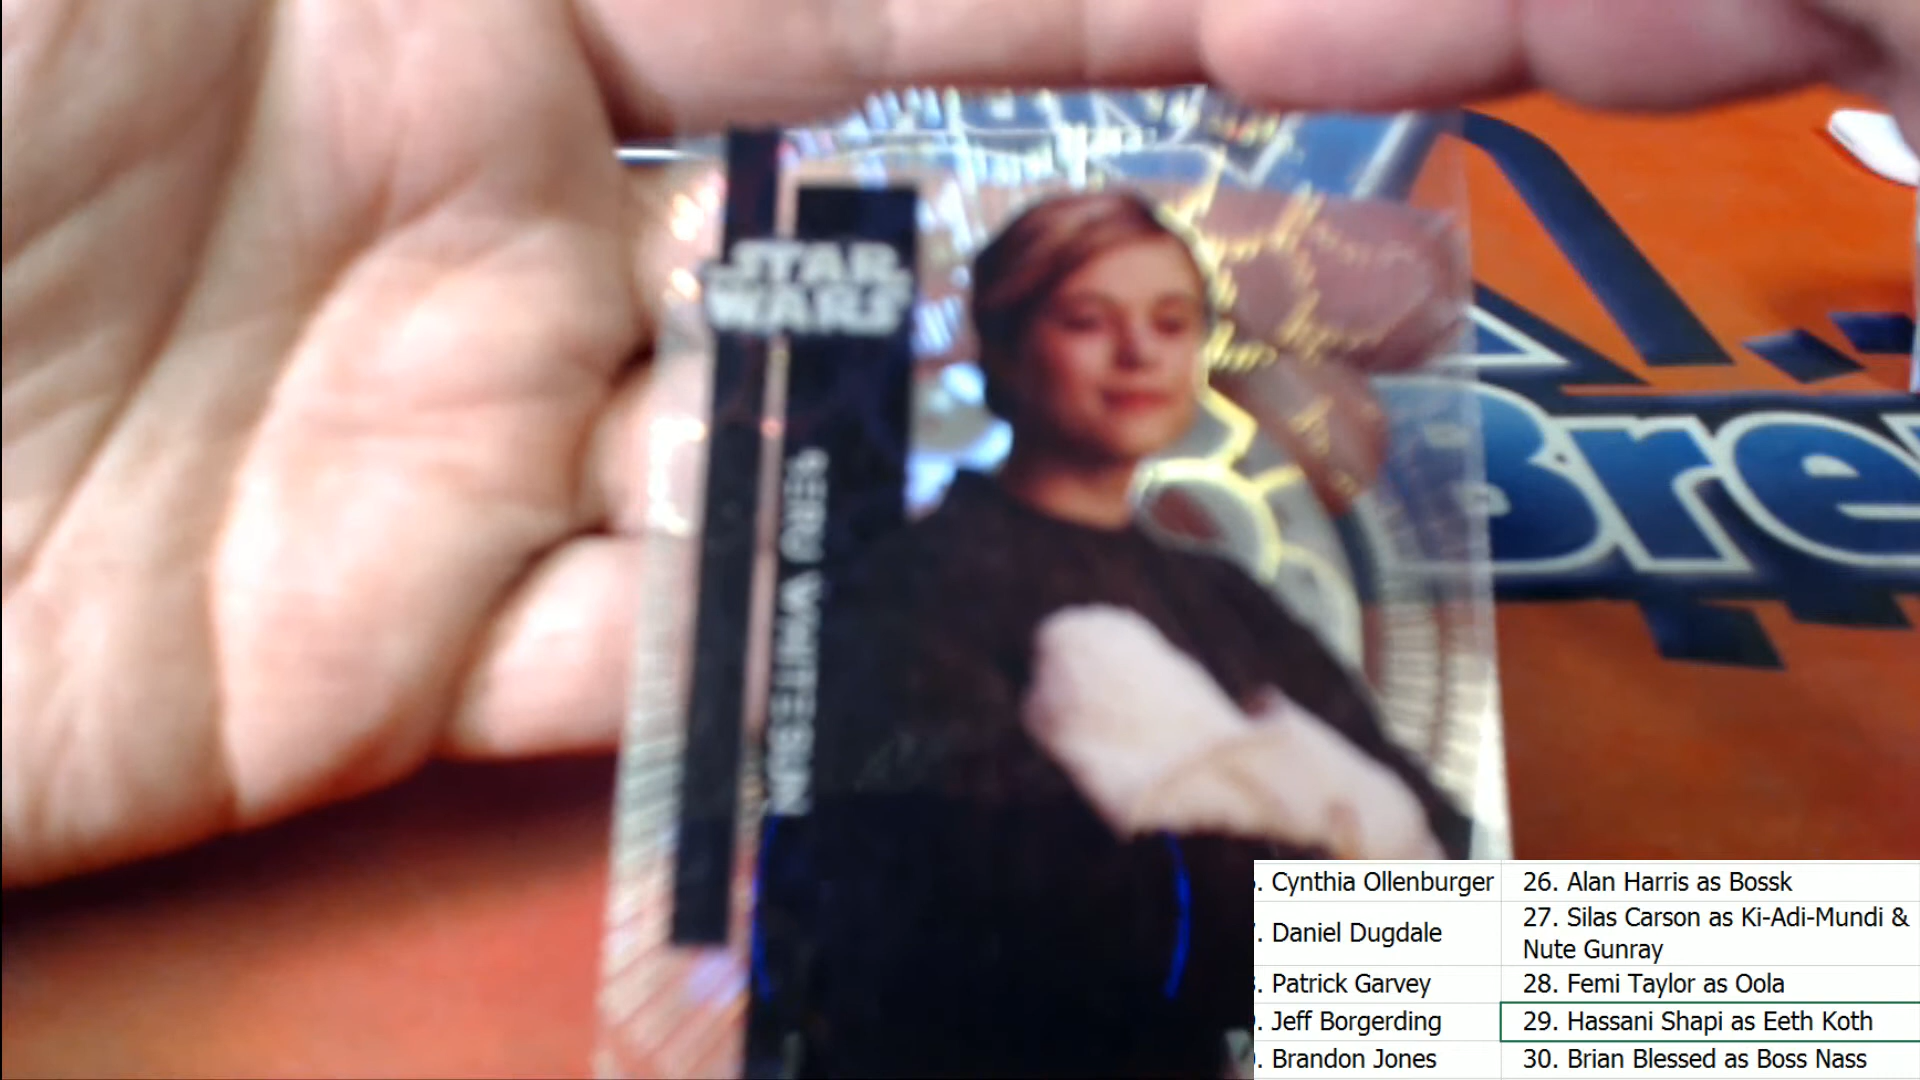 STAR
WARS
BERU WHITESUN
Bre
. Cynthia Ollenburger
26. Alan Harris as Bossk
. Daniel Dugdale
27. Silas Carson as Ki-Adi-Mundi &
Nute Gunray
. Patrick Garvey
28. Femi Taylor as Oola
. Jeff Borgerding
29. Hassani Shapi as Eeth Koth
. Brandon Jones
30. Brian Blessed as Boss Nass